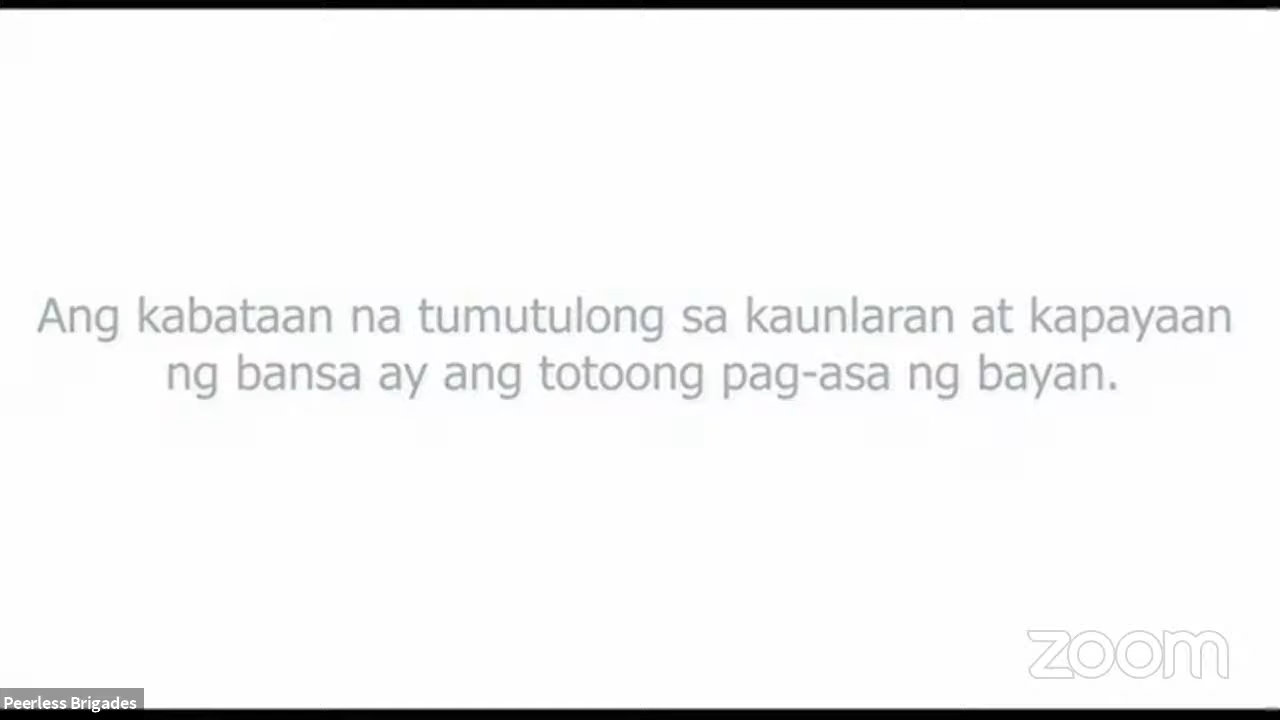 Ang kabataan na tumutulong sa kaunlaran at kapayaan
ng bansa ay ang totoong pag-asa ng bayan.
zoom
Peerless Brigades